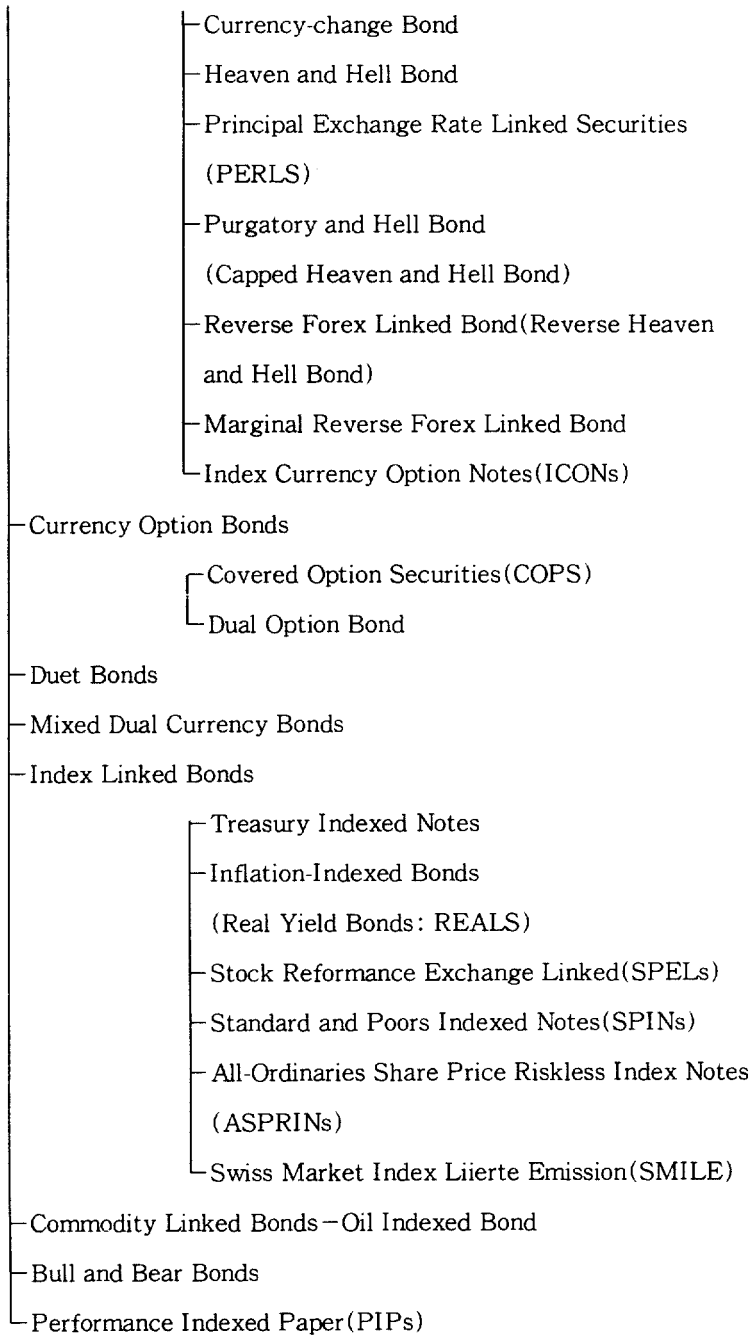 Currency-change Bond
Heaven and Hell Bond
Principal Exchange Rate Linked Securities
(PERLS)
Purgatory and Hell Bond
(Capped Heaven and Hell Bond)
Reverse Forex Linked Bond(Reverse Heaven
and Hell Bond)
Marginal Reverse Forex Linked Bond
Index Currency Option Notes(ICONs)
Currency Option Bonds
Covered Option Securities(COPS)
Dual Option Bond
Duet Bonds
Mixed Dual Currency Bonds
Index Linked Bonds
Treasury Indexed Notes
Inflation-Indexed Bonds
(Real Yield Bonds: REALS)
Stock Reformance Exchange Linked(SPELs)
Standard and Poors Indexed Notes(SPINs)
All-Ordinaries Share Price Riskless Index Notes
(ASPRINs)
Swiss Market Index Liierte Emission(SMILE)
Commodity Linked Bonds－Oil Indexed Bond
Bull and Bear Bonds
Performance Indexed Paper(PIPs)